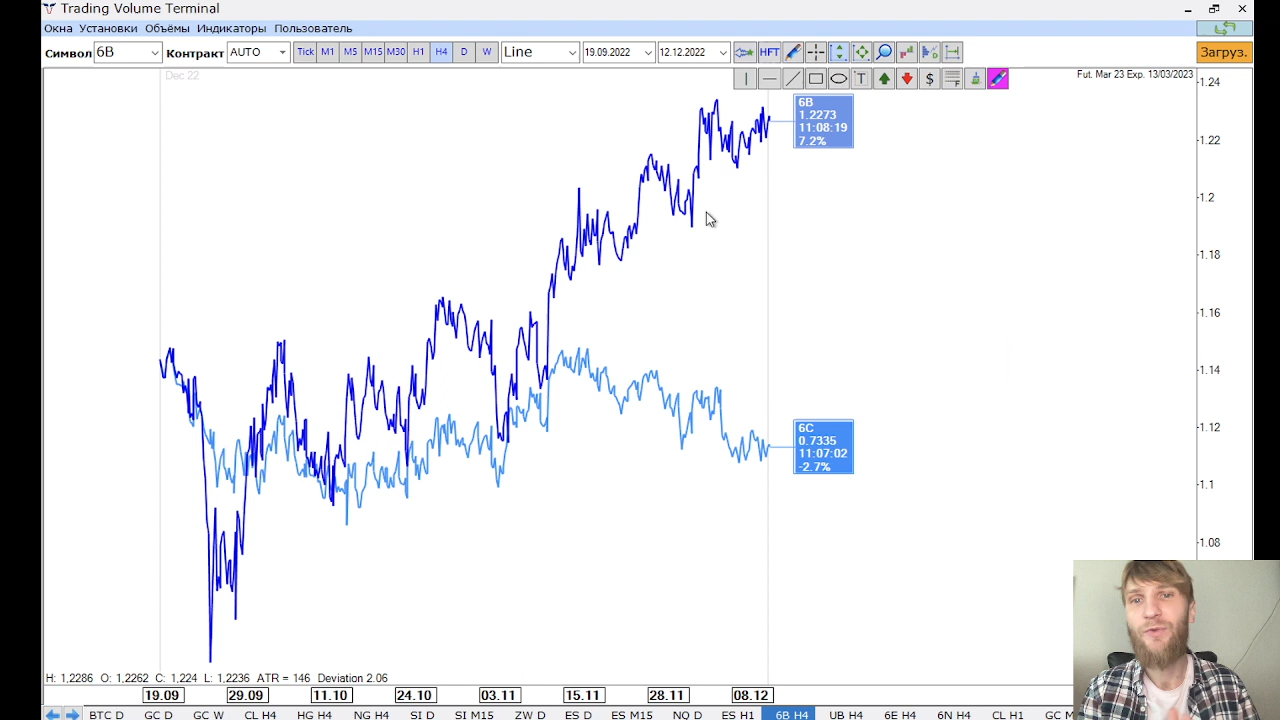 Trading Volume Terminal
Окна Установки Объёмы Индикаторы Пользователь
Символ 6B Контракт AUTO Tick M1 M5 M15 M30 H1 H4 D W Line 19.09.2022 12.12.2022 HFT Загруз.
T $ F
Dec 22
Fut. Mar 23 Exp. 13/03/2023
1.24
6B
1.2273
11:08:19
7.2%
1.22
1.2
1.18
1.16
1.14
1.12
6C
0.7335
11:07:02
-2.7%
1.1
1.08
H: 1,2286 O: 1,2262 C: 1,224 L: 1,2236 ATR = 146 Deviation 2.06
19.09 29.09 11.10 24.10 03.11 15.11 28.11 08.12
BTC D GC D GC W CL H4 HG H4 NG H4 SI D SI M15 ZW D ES D ES M15 NQ D ES H1 6B H4 UB H4 6E H4 6N H4 CL H1 GC M